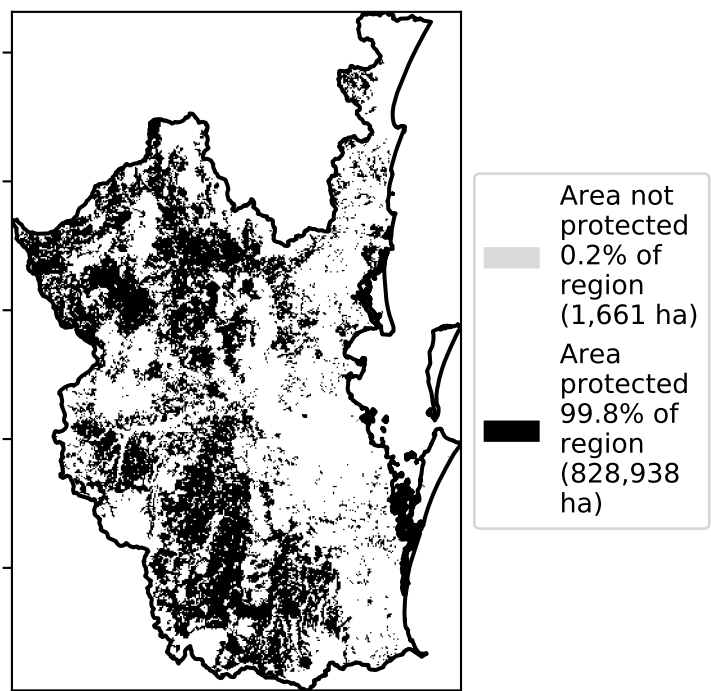 Area not
protected
0.2% of
region
(1,661 ha)
Area
protected
99.8% of
region
(828,938
ha)